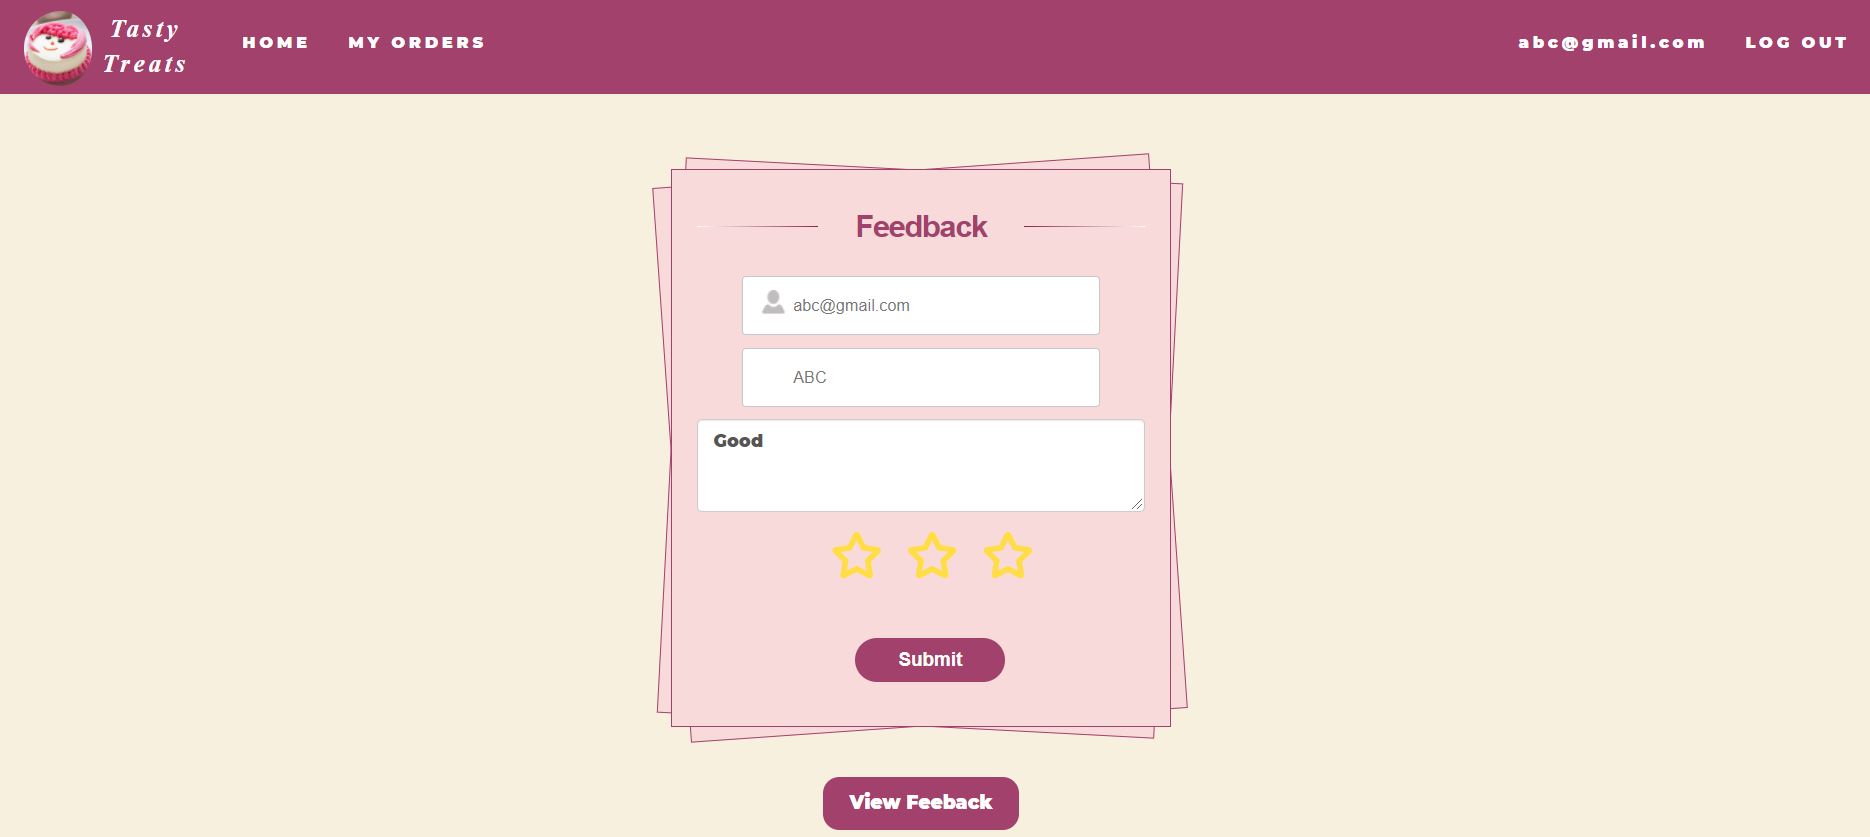 Tasty
Treats
HOME
MY ORDERS
abc@gmail.com
LOG OUT
Feedback
abc@gmail.com
ABC
Good
Submit
View Feeback